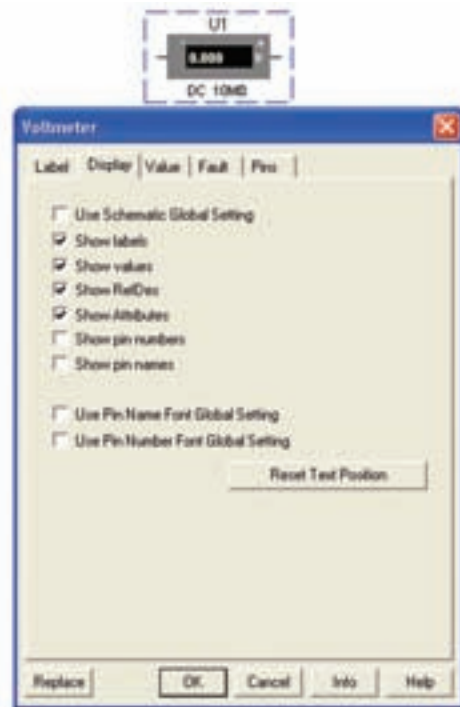 U1
0.000
DC 10MΩ
Voltmeter
Label Display Value Fault Pins
Use Schematic Global Setting
Show labels
Show values
Show RefDes
Show Attributes
Show pin numbers
Show pin names
Use Pin Name Font Global Setting
Use Pin Number Font Global Setting
Reset Text Position
Replace OK Cancel Info Help